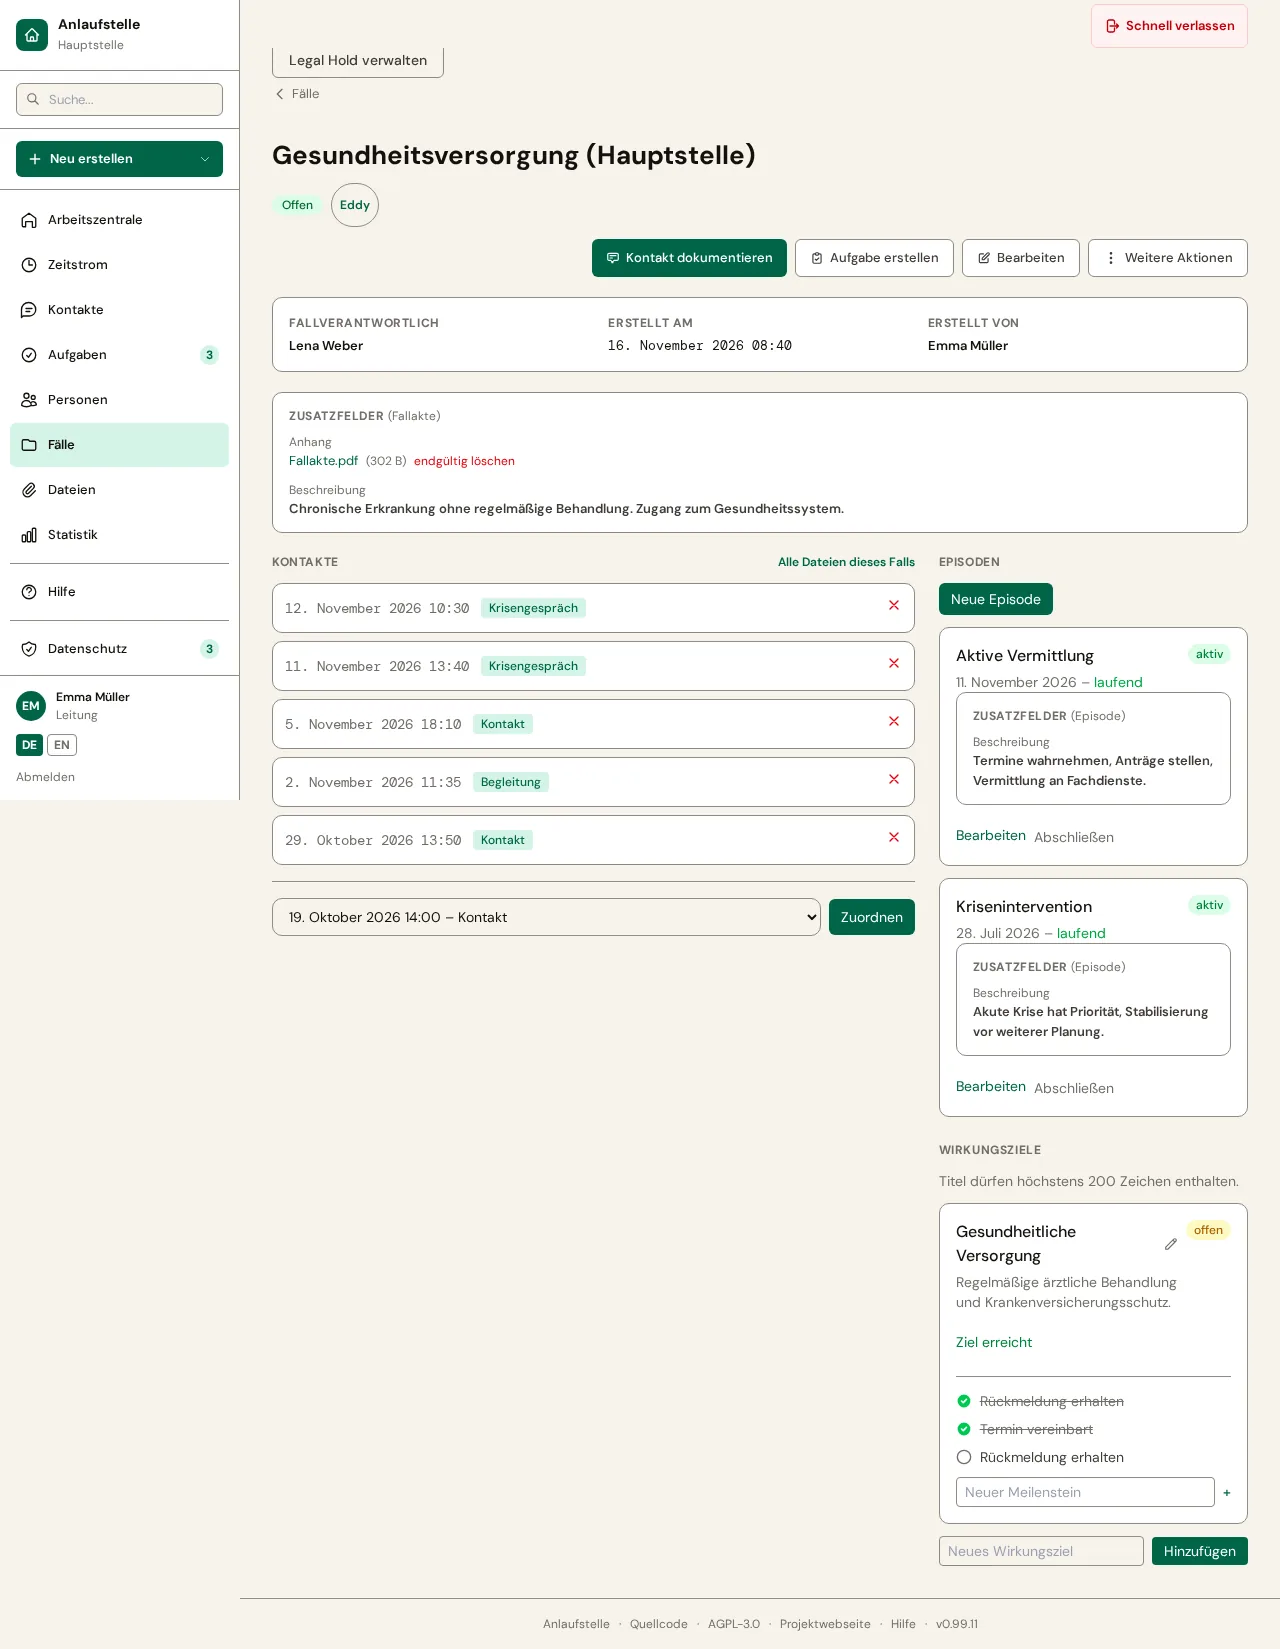 Anlaufstelle
Hauptstelle
Suche...
Neu erstellen
Arbeitszentrale
Zeitstrom
Kontakte
Aufgaben 3
Personen
Fälle
Dateien
Statistik
Hilfe
Datenschutz 3
EM Emma Müller
Leitung
DE EN
Abmelden
Schnell verlassen
Legal Hold verwalten
Fälle
Gesundheitsversorgung (Hauptstelle)
Offen Eddy
Kontakt dokumentieren Aufgabe erstellen Bearbeiten Weitere Aktionen
FALLVERANTWORTLICH ERSTELLT AM ERSTELLT VON
Lena Weber 16. November 2026 08:40 Emma Müller
ZUSATZFELDER (Fallakte)
Anhang
Fallakte.pdf (302 B) endgültig löschen
Beschreibung
Chronische Erkrankung ohne regelmäßige Behandlung. Zugang zum Gesundheitssystem.
KONTAKTE Alle Dateien dieses Falls
12. November 2026 10:30 Krisengespräch
11. November 2026 13:40 Krisengespräch
5. November 2026 18:10 Kontakt
2. November 2026 11:35 Begleitung
29. Oktober 2026 13:50 Kontakt
19. Oktober 2026 14:00 – Kontakt Zuordnen
EPISODEN
Neue Episode
Aktive Vermittlung aktiv
11. November 2026 – laufend
ZUSATZFELDER (Episode)
Beschreibung
Termine wahrnehmen, Anträge stellen,
Vermittlung an Fachdienste.
Bearbeiten Abschließen
Krisenintervention aktiv
28. Juli 2026 – laufend
ZUSATZFELDER (Episode)
Beschreibung
Akute Krise hat Priorität, Stabilisierung
vor weiterer Planung.
Bearbeiten Abschließen
WIRKUNGSZIELE
Titel dürfen höchstens 200 Zeichen enthalten.
Gesundheitliche offen
Versorgung
Regelmäßige ärztliche Behandlung
und Krankenversicherungsschutz.
Ziel erreicht
Rückmeldung erhalten
Termin vereinbart
Rückmeldung erhalten
Neuer Meilenstein +
Neues Wirkungsziel Hinzufügen
Anlaufstelle · Quellcode · AGPL-3.0 · Projektwebseite · Hilfe · v0.99.11